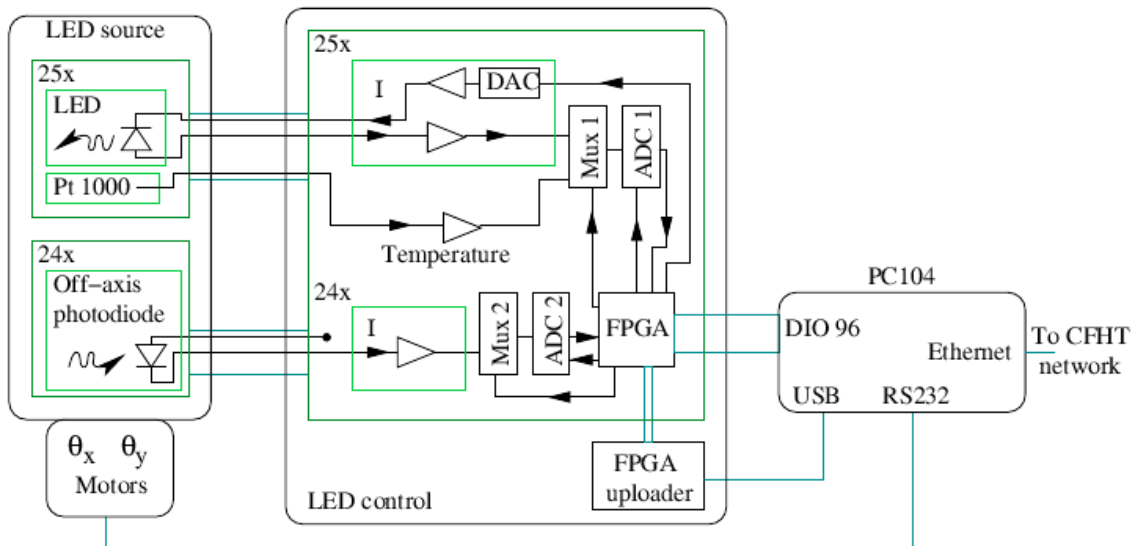 LED source
25x
LED
Pt 1000
24x
Off-axis
photodiode
θx θy
Motors
25x
I
DAC
Mux 1
ADC 1
Temperature
24x
I
Mux 2
ADC 2
FPGA
FPGA
uploader
LED control
PC104
DIO 96
Ethernet
USB
RS232
To CFHT
network